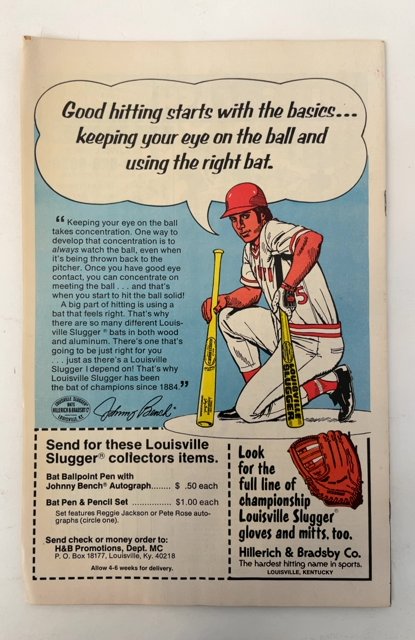 Good hitting starts with the basics...
keeping your eye on the ball and
using the right bat.
“Keeping your eye on the ball
takes concentration. One way to
develop that concentration is to
always watch the ball, even when
it's being thrown back to the
pitcher. Once you have good eye
contact, you can concentrate on
meeting the ball . . . and that's
when you start to hit the ball solid!
A big part of hitting is using a
bat that feels right. That's why
there are so many different Louis-
ville Slugger® bats in both wood
and aluminum. There's one that's
going to be just right for you
. . . just as there's a Louisville
Slugger I depend on! That's why
Louisville Slugger has been
the bat of champions since 1884.”
LOUISVILLE SLUGGER
BATS
HILLERICH & BRADSBY Co
LOUISVILLE, KY.
Johnny Bench
5
LOUISVILLE
SLUGGER
Send for these Louisville
Slugger® collectors items.
Bat Ballpoint Pen with
Johnny Bench® Autograph....... $ .50 each
Bat Pen & Pencil Set ................ $1.00 each
Set features Reggie Jackson or Pete Rose auto-
graphs (circle one).
Send check or money order to:
H&B Promotions, Dept. MC
P. O. Box 18177, Louisville, Ky. 40218
Allow 4-6 weeks for delivery.
Look
for the
full line of
championship
Louisville Slugger®
gloves and mitts, too.
Hillerich & Bradsby Co.
The hardest hitting name in sports.
LOUISVILLE, KENTUCKY